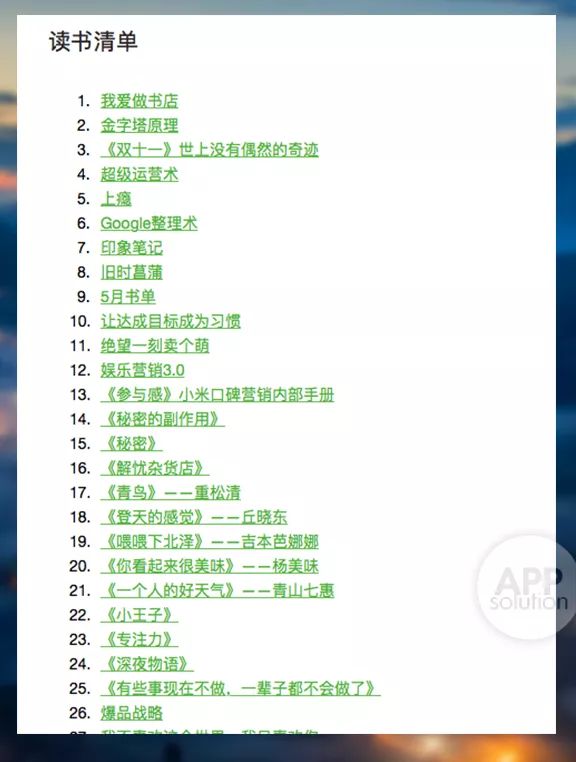 读书清单
1. 我爱做书店
2. 金字塔原理
3. 《双十一》世上没有偶然的奇迹
4. 超级运营术
5. 上瘾
6. Google整理术
7. 印象笔记
8. 旧时菖蒲
9. 5月书单
10. 让达成目标成为习惯
11. 绝望一刻卖个萌
12. 娱乐营销3.0
13. 《参与感》小米口碑营销内部手册
14. 《秘密的副作用》
15. 《秘密》
16. 《解忧杂货店》
17. 《青鸟》——重松清
18. 《登天的感觉》——丘晓东
19. 《喂喂下北泽》——吉本芭娜娜
20. 《你看起来很美味》——杨美味
21. 《一个人的好天气》——青山七惠
22. 《小王子》
23. 《专注力》
24. 《深夜物语》
25. 《有些事现在不做，一辈子都不会做了》
26. 爆品战略
APP
solution